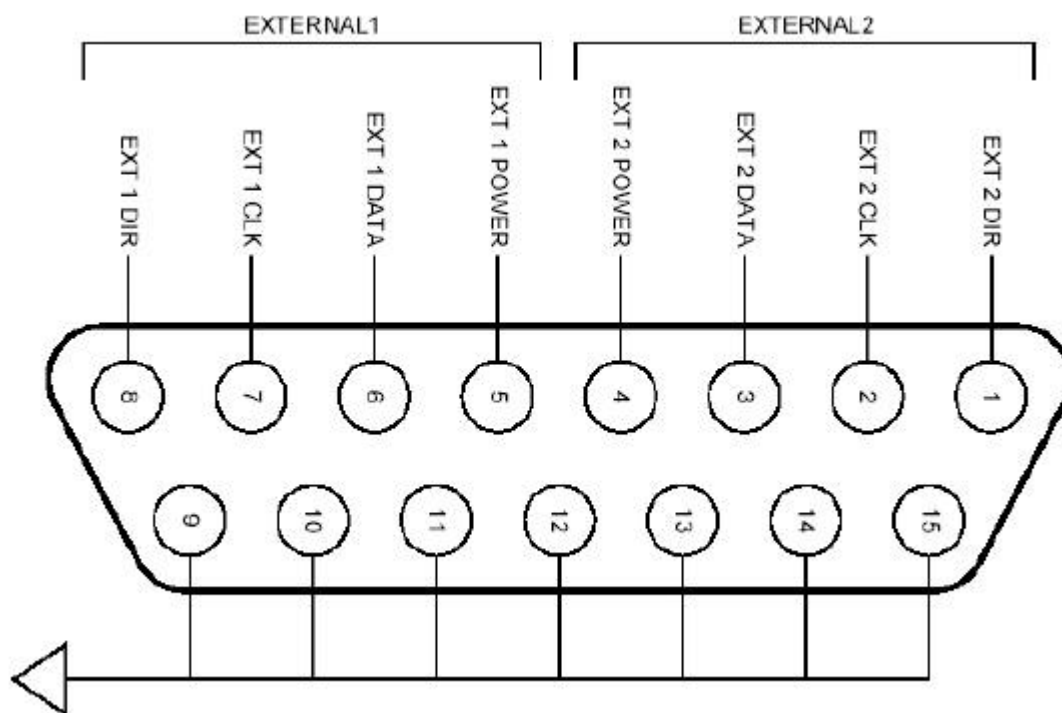 EXTERNAL1
EXTERNAL2
EXT 1 DIR
EXT 1 CLK
EXT 1 DATA
EXT 1 POWER
EXT 2 POWER
EXT 2 DATA
EXT 2 CLK
EXT 2 DIR
8
7
6
5
4
3
2
1
9
10
11
12
13
14
15